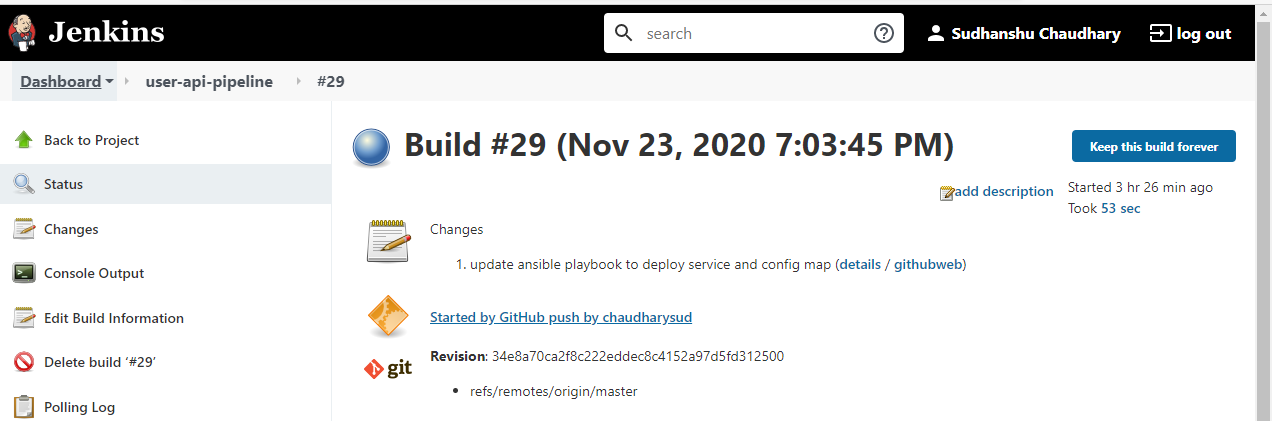 Jenkins
search
Sudhanshu Chaudhary
log out
Dashboard
user-api-pipeline
#29
Back to Project
Status
Changes
Console Output
Edit Build Information
Delete build ‘#29’
Polling Log
Build #29 (Nov 23, 2020 7:03:45 PM)
Keep this build forever
add description
Started 3 hr 26 min ago
Took 53 sec
Changes
1. update ansible playbook to deploy service and config map (details / githubweb)
Started by GitHub push by chaudharysud
git
Revision: 34e8a70ca2f8c222eddec8c4152a97d5fd312500
• refs/remotes/origin/master